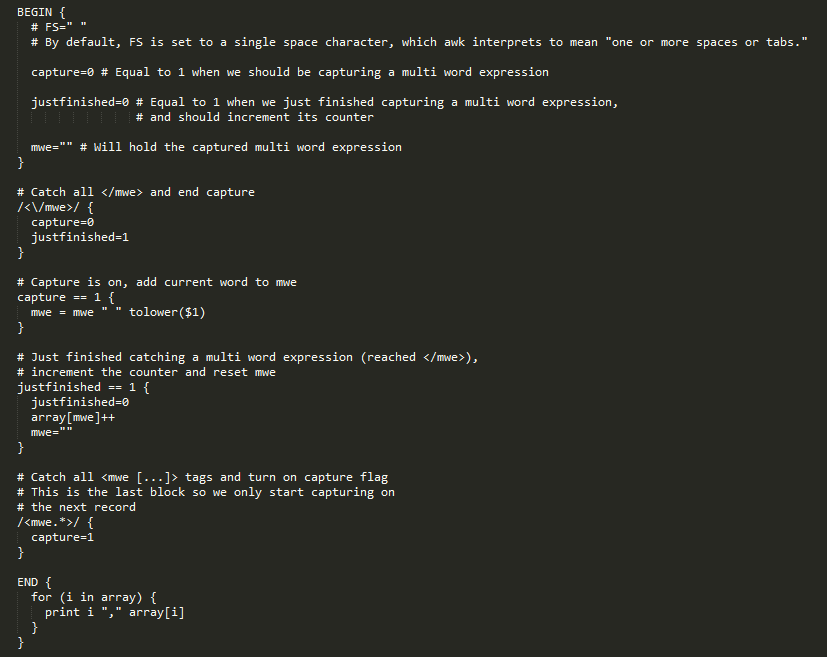 BEGIN {
# FS=" "
# By default, FS is set to a single space character, which awk interprets to mean "one or more spaces or tabs."
capture=0 # Equal to 1 when we should be capturing a multi word expression
justfinished=0 # Equal to 1 when we just finished capturing a multi word expression,
# and should increment its counter
mwe="" # Will hold the captured multi word expression
}
# Catch all </mwe> and end capture
/<\/mwe>/ {
capture=0
justfinished=1
}
# Capture is on, add current word to mwe
capture == 1 {
mwe = mwe " " tolower($1)
}
# Just finished catching a multi word expression (reached </mwe>),
# increment the counter and reset mwe
justfinished == 1 {
justfinished=0
array[mwe]++
mwe=""
}
# Catch all <mwe [...]> tags and turn on capture flag
# This is the last block so we only start capturing on
# the next record
/<mwe.*>/ {
capture=1
}
END {
for (i in array) {
print i "," array[i]
}
}